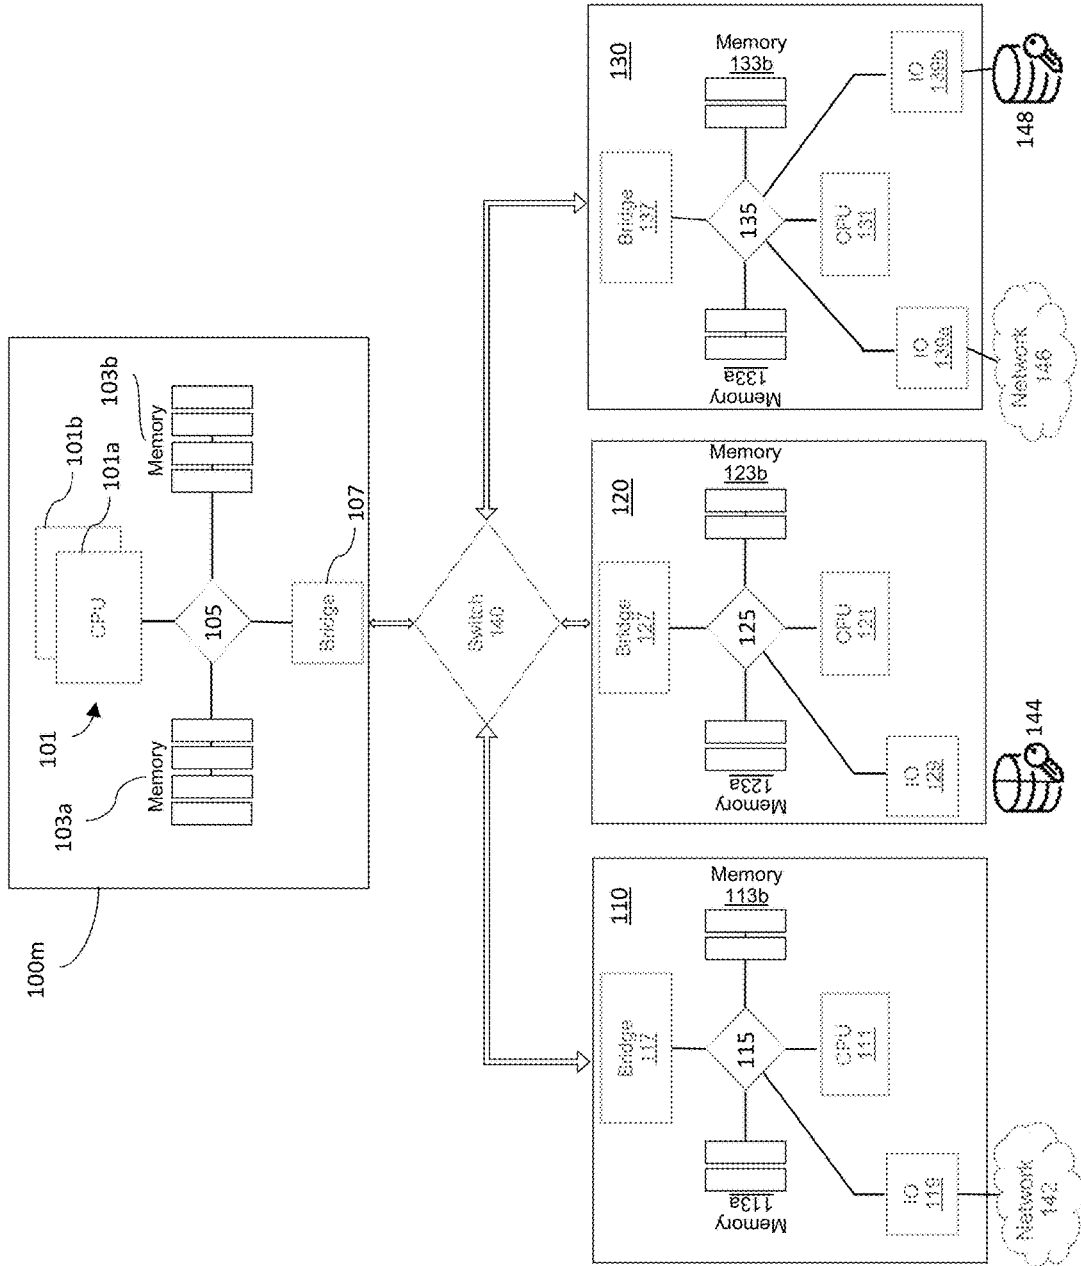 100m
101
101b
101a
CPU
103a
Memory
103b
Memory
105
107
Bridge
Switch
140
110
Bridge
117
Memory
113a
Memory
113b
115
CPU
111
IO
119
Network
142
120
Bridge
127
Memory
123a
Memory
123b
125
CPU
121
IO
129
144
130
Bridge
137
Memory
133a
Memory
133b
135
CPU
131
IO
139a
IO
139b
Network
146
148